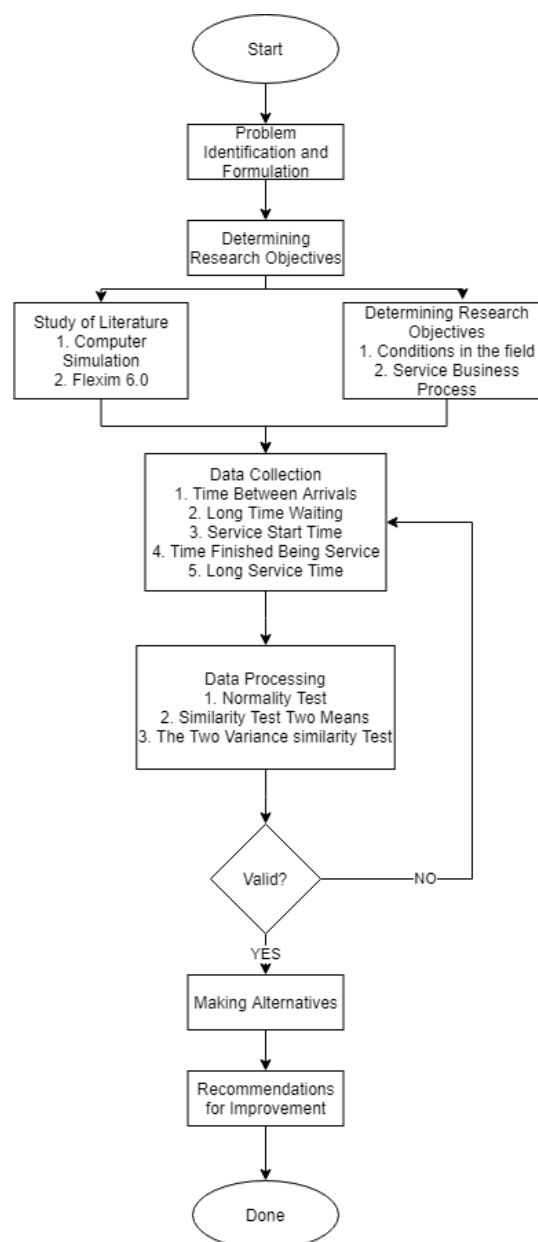 Start
Problem
Identification and
Formulation
Determining
Research Objectives
Study of Literature
1. Computer
Simulation
2. Flexim 6.0
Determining Research
Objectives
1. Conditions in the field
2. Service Business
Process
Data Collection
1. Time Between Arrivals
2. Long Time Waiting
3. Service Start Time
4. Time Finished Being Service
5. Long Service Time
Data Processing
1. Normality Test
2. Similarity Test Two Means
3. The Two Variance similarity Test
Valid?
NO
YES
Making Alternatives
Recommendations
for Improvement
Done